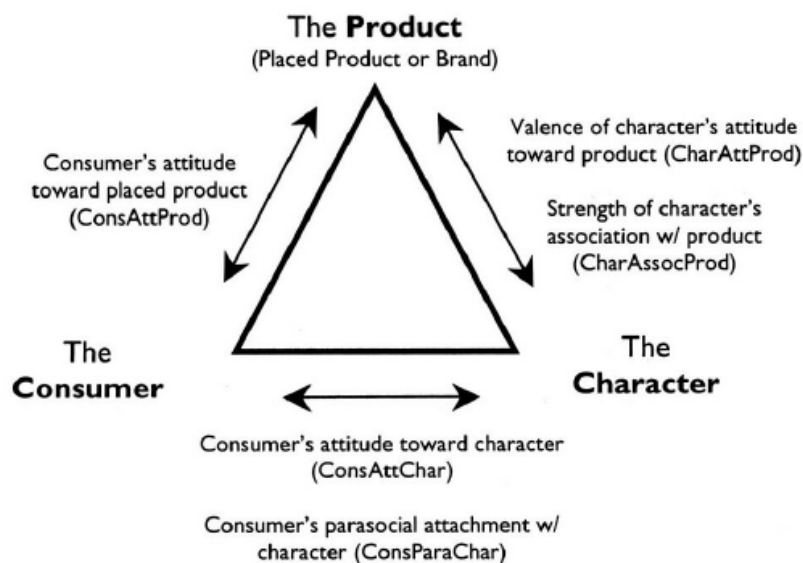 The Product
(Placed Product or Brand)
Consumer's attitude
toward placed product
(ConsAttProd)
Valence of character's attitude
toward product (CharAttProd)
Strength of character's
association w/ product
(CharAssocProd)
The
Consumer
The
Character
Consumer's attitude toward character
(ConsAttChar)
Consumer's parasocial attachment w/
character (ConsParaChar)